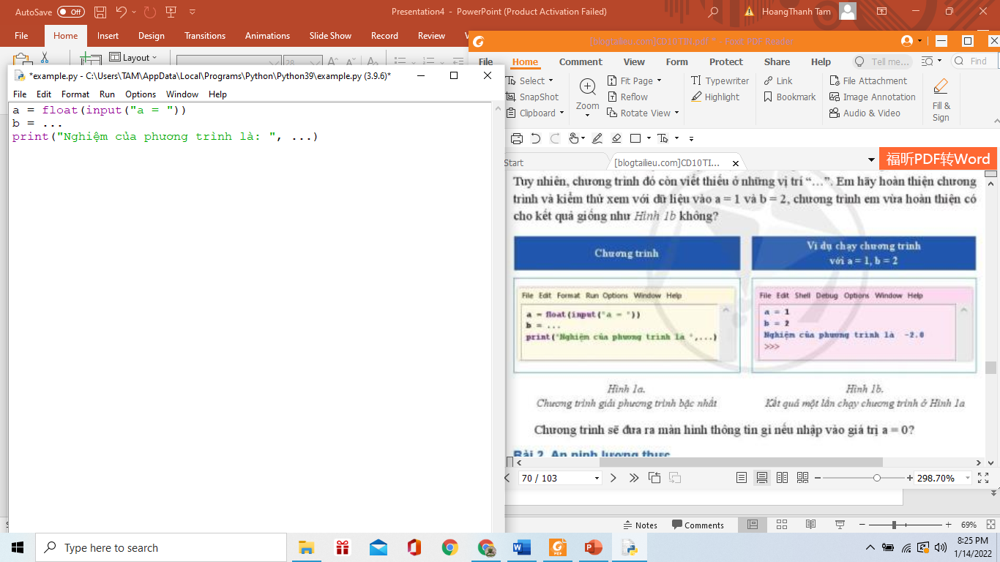 AutoSave Off Presentation4 - PowerPoint (Product Activation Failed) HoangThanh Tam
File Home Insert Design Transitions Animations Slide Show Record Review
[blogtailieu.com]CD10TIN.pdf * - Foxit PDF Reader
Layout
28
File Home Comment View Form Protect Share Help Tell me... Find
*example.py - C:\Users\TAM\AppData\Local\Programs\Python\Python39\example.py (3.9.6)*
File Edit Format Run Options Window Help
a = float(input("a = "))
b = ...
print("Nghiệm của phương trình là: ", ...)
Select
SnapShot
Clipboard
Zoom
Fit Page
Reflow
Rotate View
Typewriter
Highlight
Link
Bookmark
File Attachment
Image Annotation
Audio & Video
Fill &
Sign
Start [blogtailieu.com]CD10TI... 福昕PDF转Word
Tuy nhiên, chương trình đó còn viết thiếu ở những vị trí “...”. Em hãy hoàn thiện chương
trình và kiểm thử xem với dữ liệu vào a = 1 và b = 2, chương trình em vừa hoàn thiện có
cho kết quả giống như Hình 1b không?
Chương trình
Ví dụ chạy chương trình
với a = 1, b = 2
File Edit Format Run Options Window Help
a = float(input("a = "))
b = ...
print("Nghiệm của phương trình là ",...)
File Edit Shell Debug Options Window Help
a = 1
b = 2
Nghiệm của phương trình là -2.0
>>>
Hình 1a.
Chương trình giải phương trình bậc nhất
Hình 1b.
Kết quả một lần chạy chương trình ở Hình 1a
Chương trình sẽ đưa ra màn hình thông tin gì nếu nhập vào giá trị a = 0?
Bài 2. An ninh lương thực
70 / 103 298.70%
Notes Comments 69%
Type here to search
8:25 PM
1/14/2022